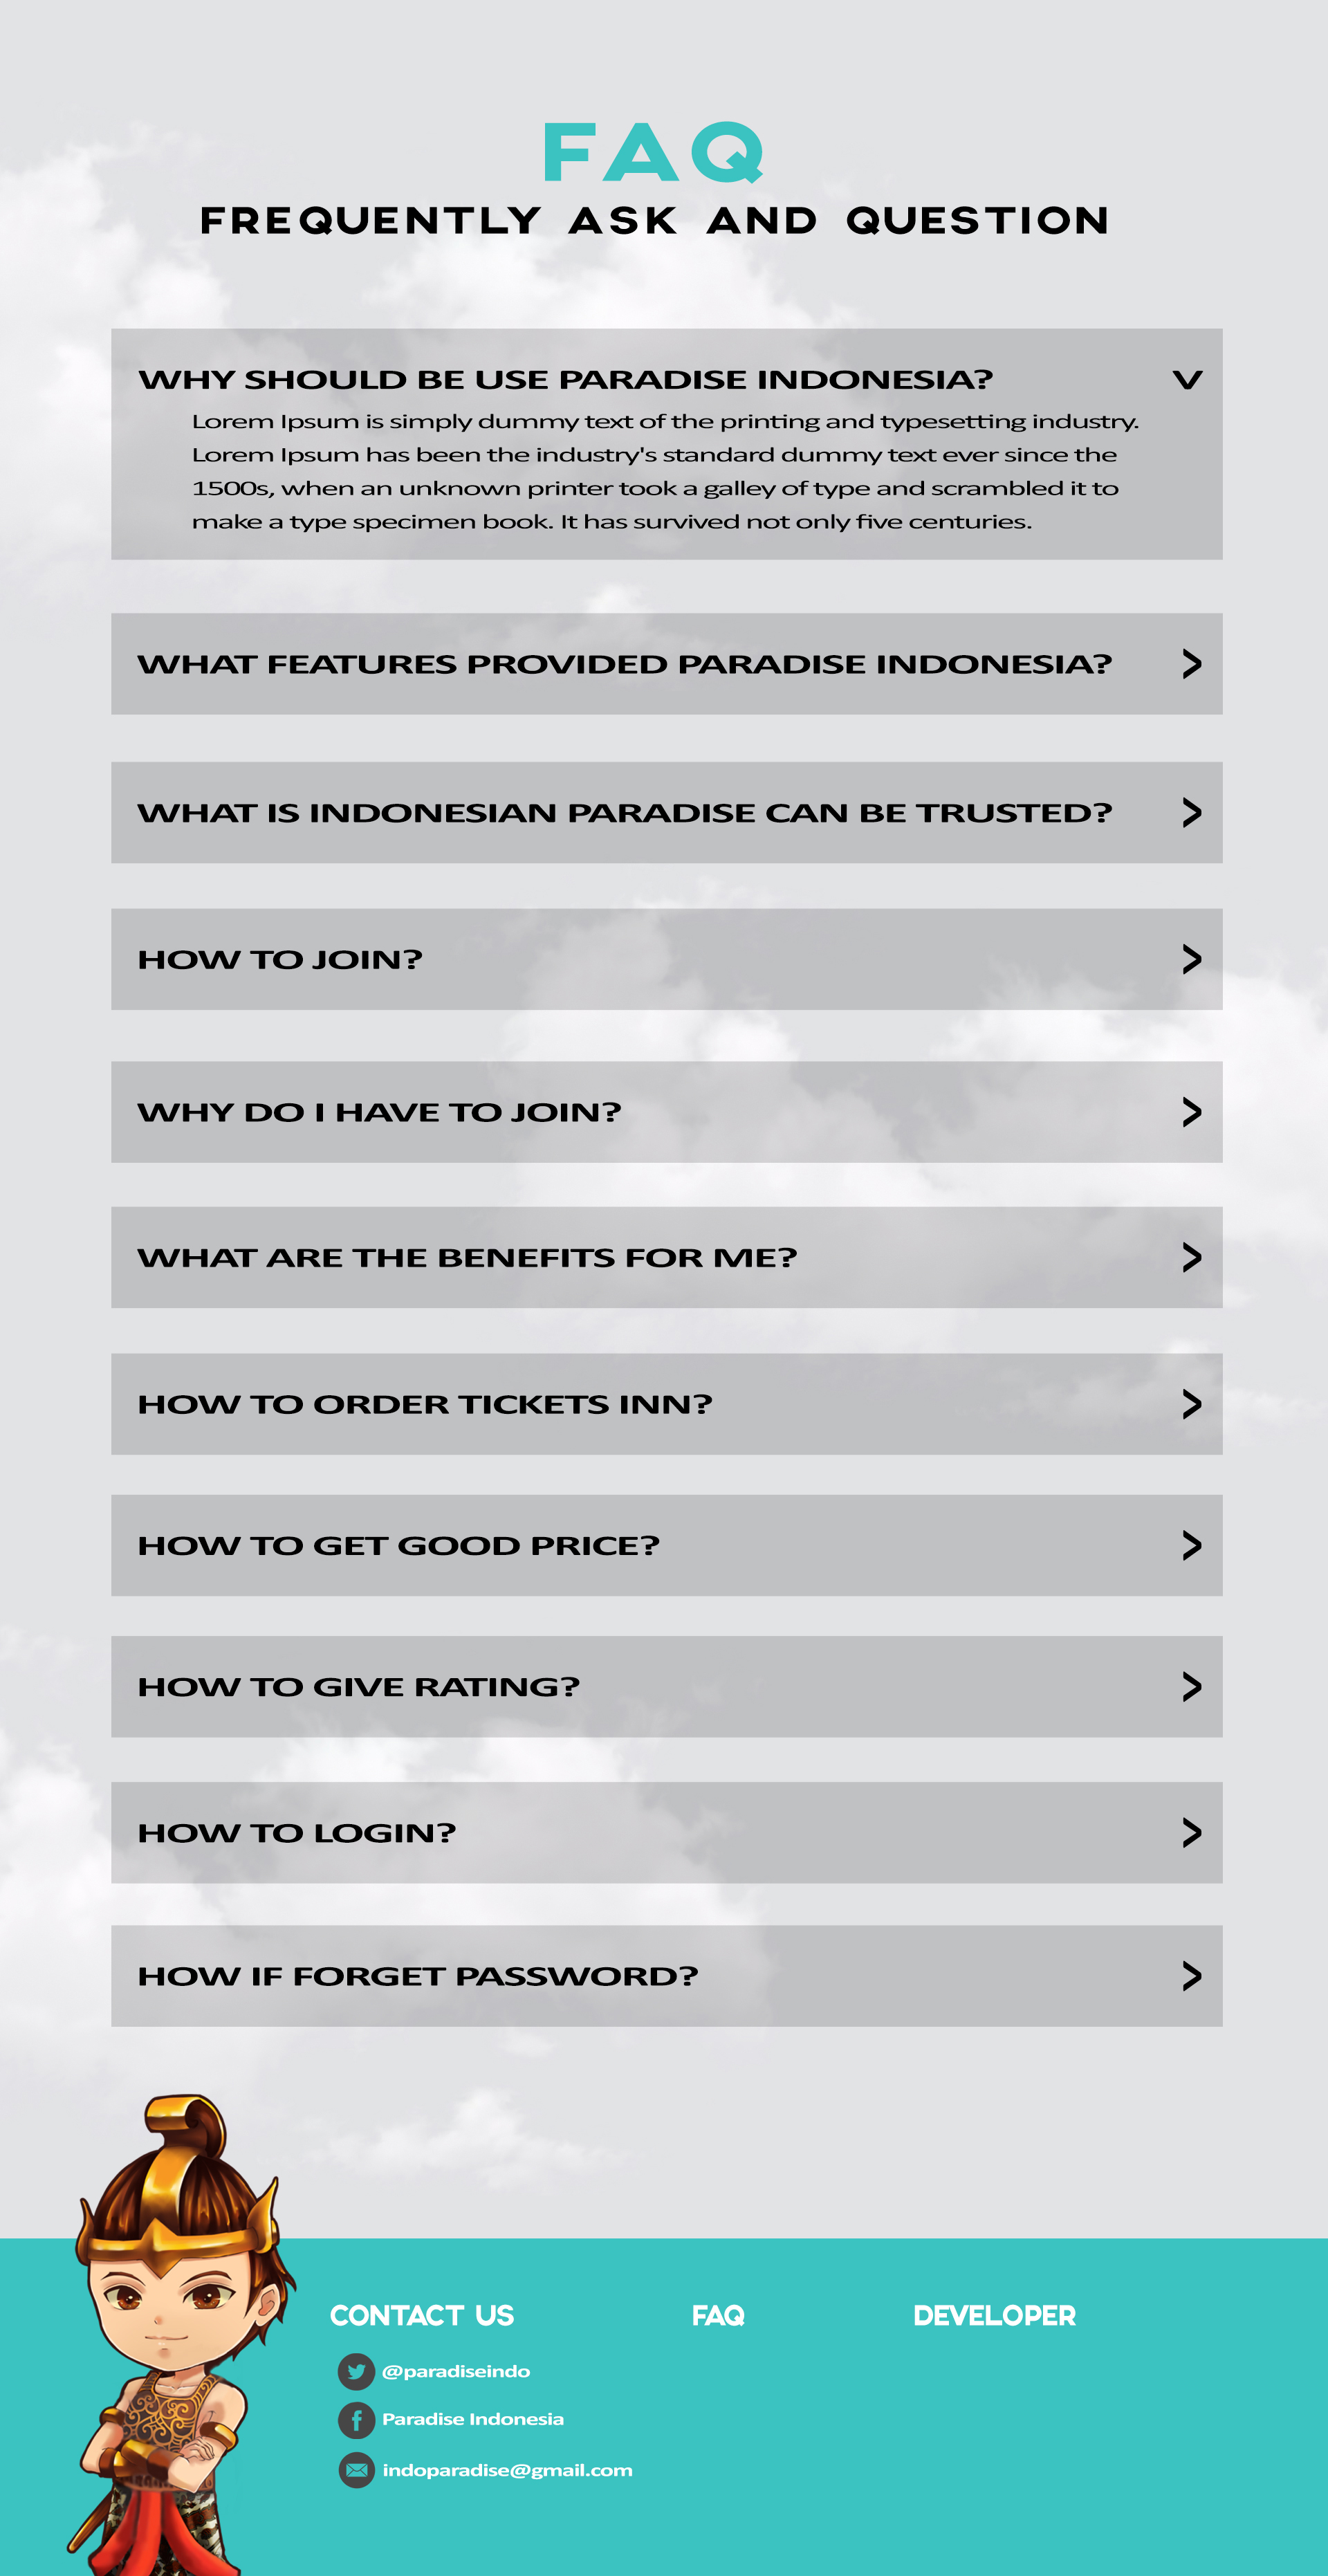 FAQ
FREQUENTLY ASK AND QUESTION
WHY SHOULD BE USE PARADISE INDONESIA?
Lorem Ipsum is simply dummy text of the printing and typesetting industry.
Lorem Ipsum has been the industry's standard dummy text ever since the
1500s, when an unknown printer took a galley of type and scrambled it to
make a type specimen book. It has survived not only five centuries.
WHAT FEATURES PROVIDED PARADISE INDONESIA?
WHAT IS INDONESIAN PARADISE CAN BE TRUSTED?
HOW TO JOIN?
WHY DO I HAVE TO JOIN?
WHAT ARE THE BENEFITS FOR ME?
HOW TO ORDER TICKETS INN?
HOW TO GET GOOD PRICE?
HOW TO GIVE RATING?
HOW TO LOGIN?
HOW IF FORGET PASSWORD?
CONTACT US
@paradiseindo
Paradise Indonesia
indoparadise@gmail.com
FAQ
DEVELOPER